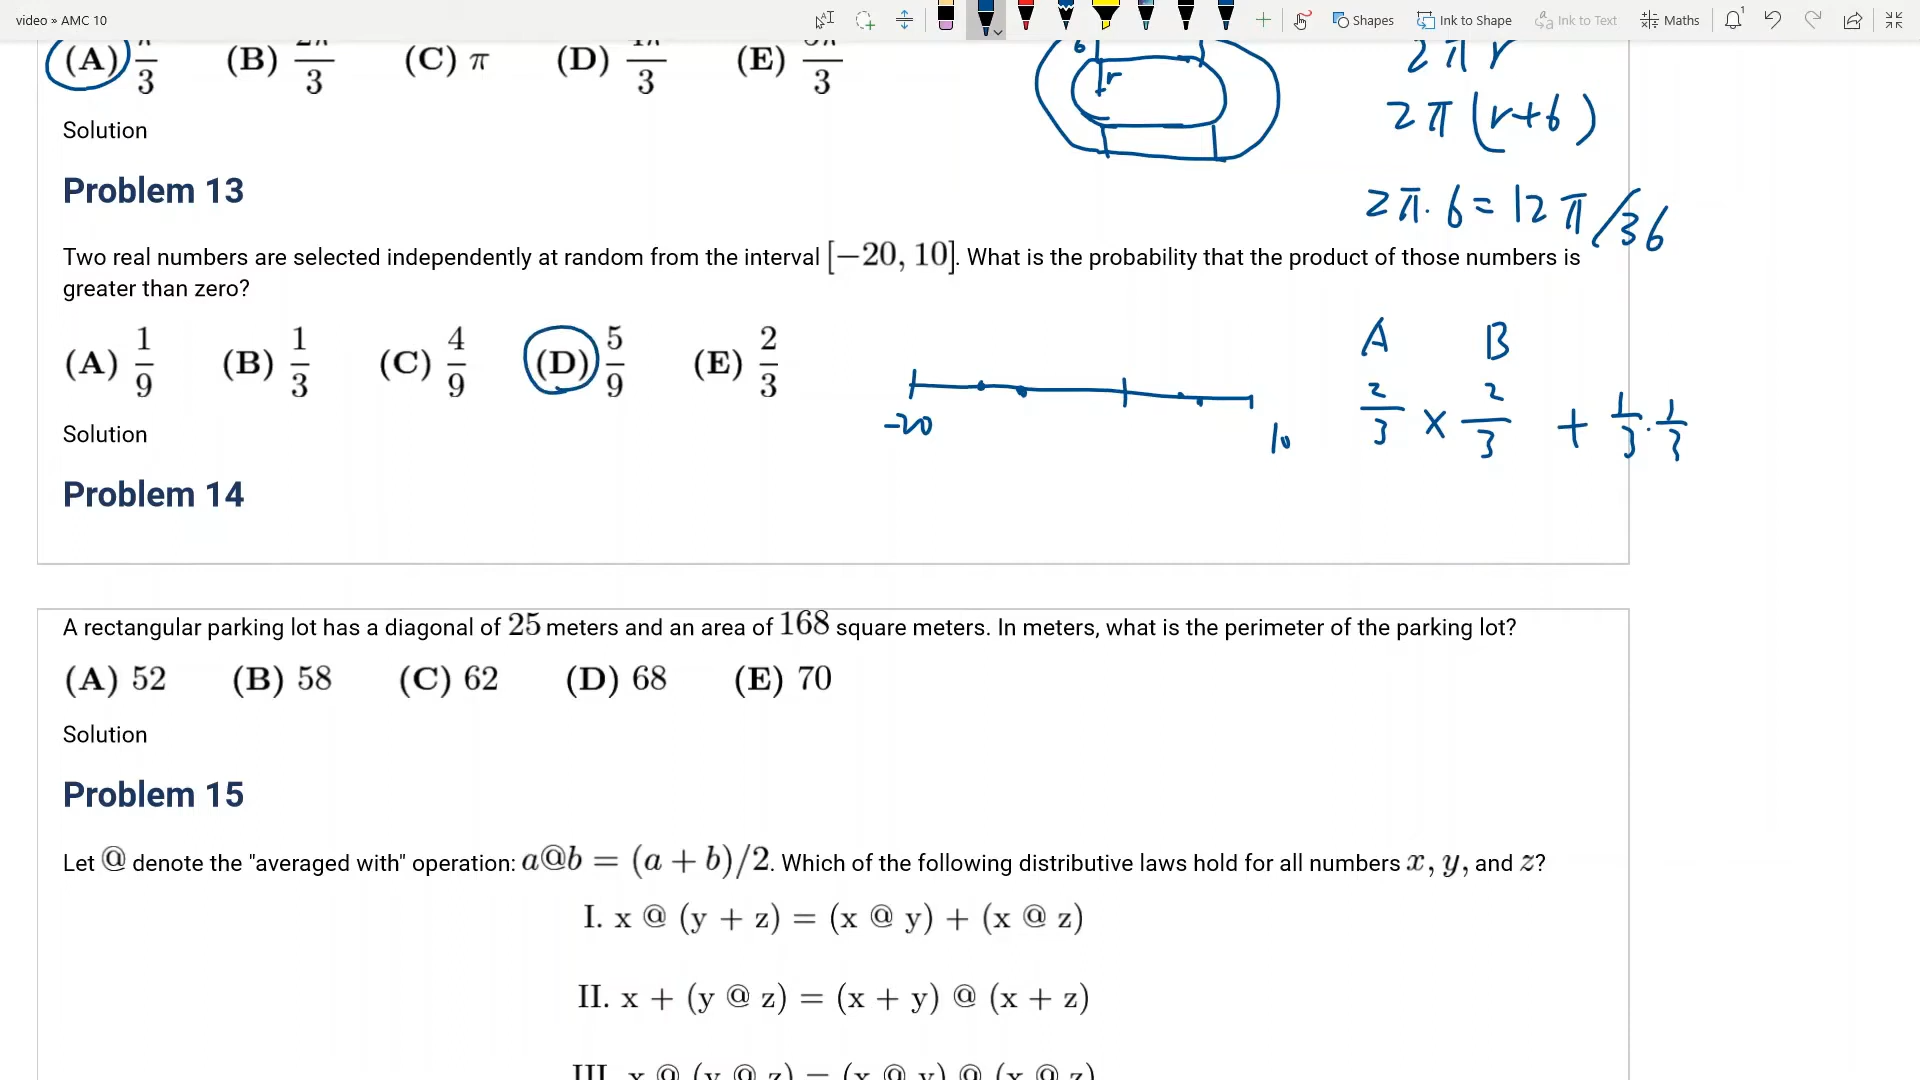 video » AMC 10
Shapes Ink to Shape Ink to Text Maths
(A) π/3 (B) 2π/3 (C) π (D) 4π/3 (E) 5π/3
6
r
2πr
2π(r+6)
2π·6=12π/36
Solution
Problem 13
Two real numbers are selected independently at random from the interval [−20, 10]. What is the probability that the product of those numbers is
greater than zero?
(A) 1/9 (B) 1/3 (C) 4/9 (D) 5/9 (E) 2/3
-20 10
A B
2/3 x 2/3 + 1/3 · 1/3
Solution
Problem 14
A rectangular parking lot has a diagonal of 25 meters and an area of 168 square meters. In meters, what is the perimeter of the parking lot?
(A) 52 (B) 58 (C) 62 (D) 68 (E) 70
Solution
Problem 15
Let @ denote the "averaged with" operation: a@b = (a + b)/2. Which of the following distributive laws hold for all numbers x, y, and z?
I. x @ (y + z) = (x @ y) + (x @ z)
II. x + (y @ z) = (x + y) @ (x + z)
III. x @ (y @ z) = (x @ y) @ (x @ z)